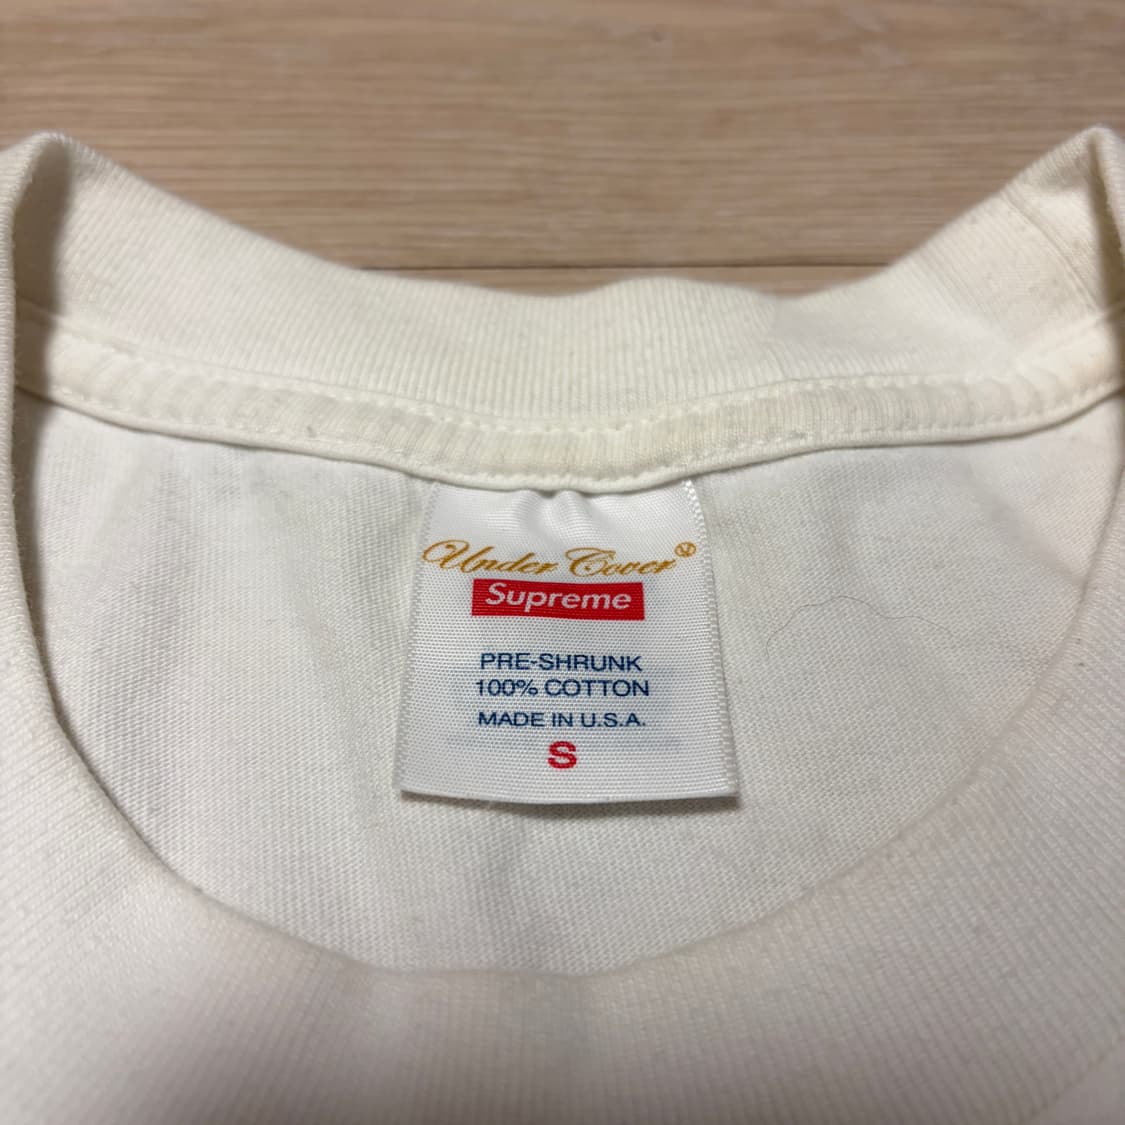 Under Cover
Supreme
PRE-SHRUNK
100% COTTON
MADE IN U.S.A.
S